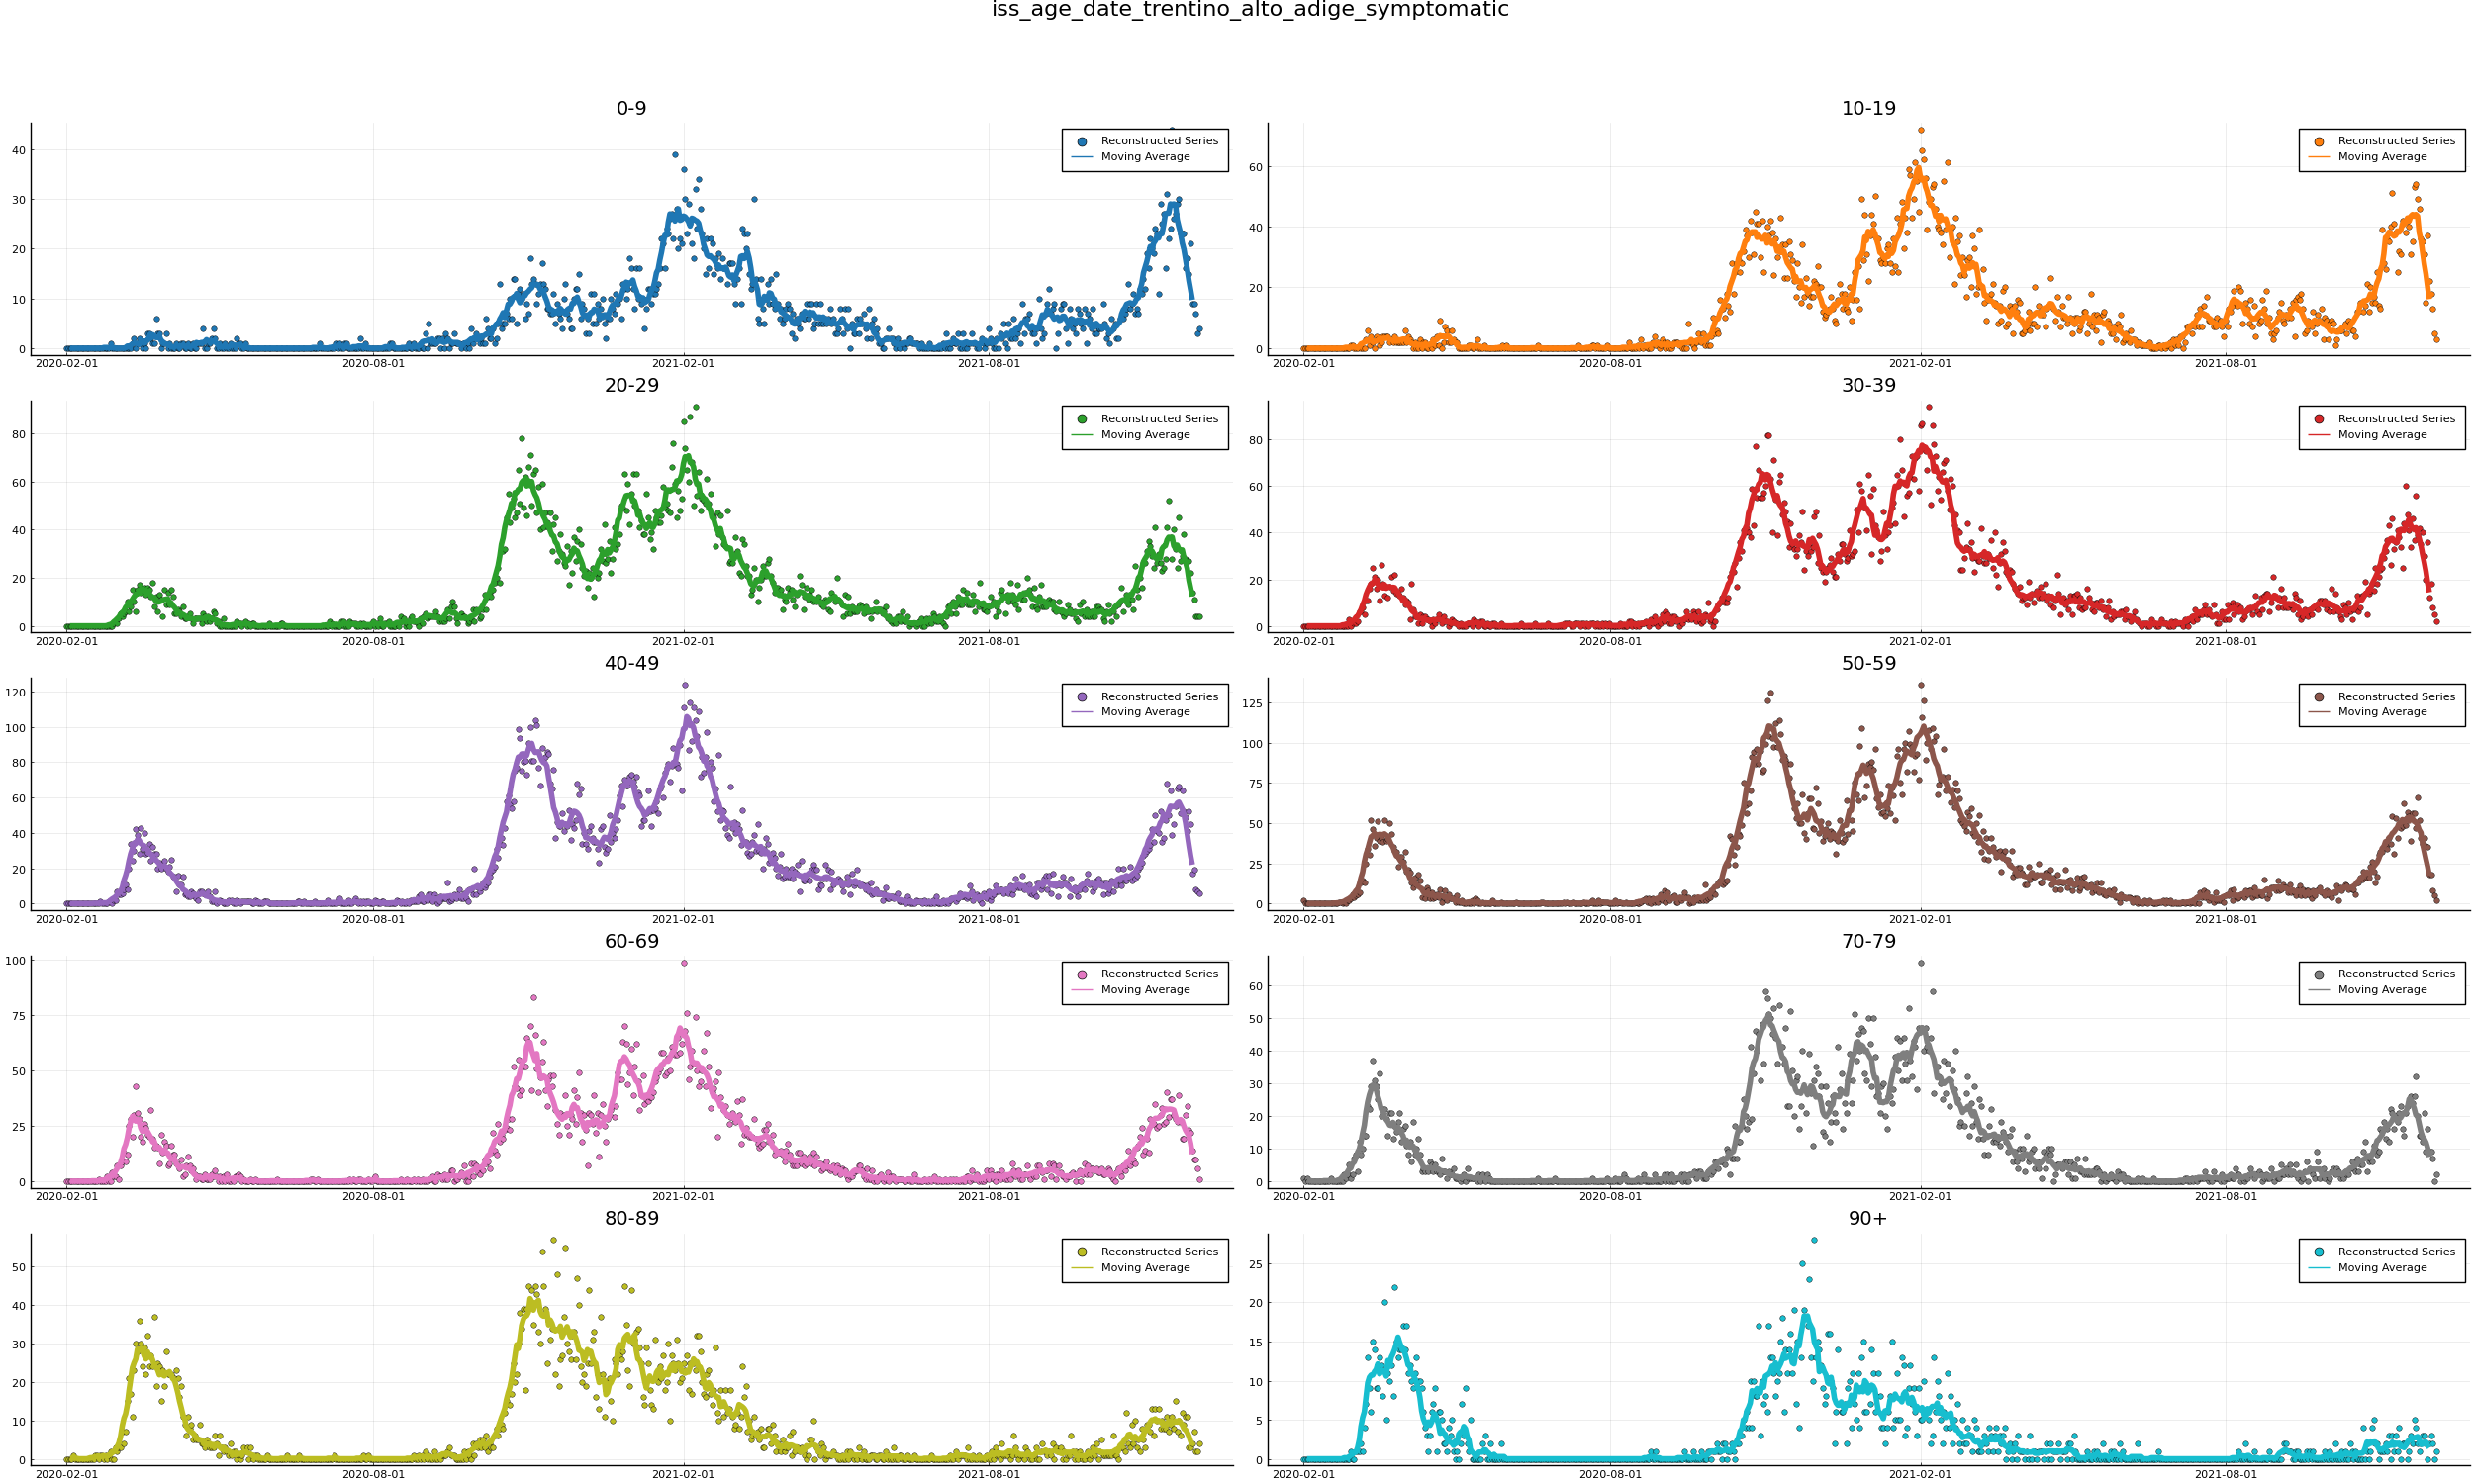 iss_age_date_trentino_alto_adige_symptomatic
0-9
40
30
20
10
0
Reconstructed Series
Moving Average
2020-02-01 2020-08-01 2021-02-01 2021-08-01
10-19
60
40
20
0
Reconstructed Series
Moving Average
2020-02-01 2020-08-01 2021-02-01 2021-08-01
20-29
80
60
40
20
0
Reconstructed Series
Moving Average
2020-02-01 2020-08-01 2021-02-01 2021-08-01
30-39
80
60
40
20
0
Reconstructed Series
Moving Average
2020-02-01 2020-08-01 2021-02-01 2021-08-01
40-49
120
100
80
60
40
20
0
Reconstructed Series
Moving Average
2020-02-01 2020-08-01 2021-02-01 2021-08-01
50-59
125
100
75
50
25
0
Reconstructed Series
Moving Average
2020-02-01 2020-08-01 2021-02-01 2021-08-01
60-69
100
75
50
25
0
Reconstructed Series
Moving Average
2020-02-01 2020-08-01 2021-02-01 2021-08-01
70-79
60
50
40
30
20
10
0
Reconstructed Series
Moving Average
2020-02-01 2020-08-01 2021-02-01 2021-08-01
80-89
50
40
30
20
10
0
Reconstructed Series
Moving Average
2020-02-01 2020-08-01 2021-02-01 2021-08-01
90+
25
20
15
10
5
0
Reconstructed Series
Moving Average
2020-02-01 2020-08-01 2021-02-01 2021-08-01